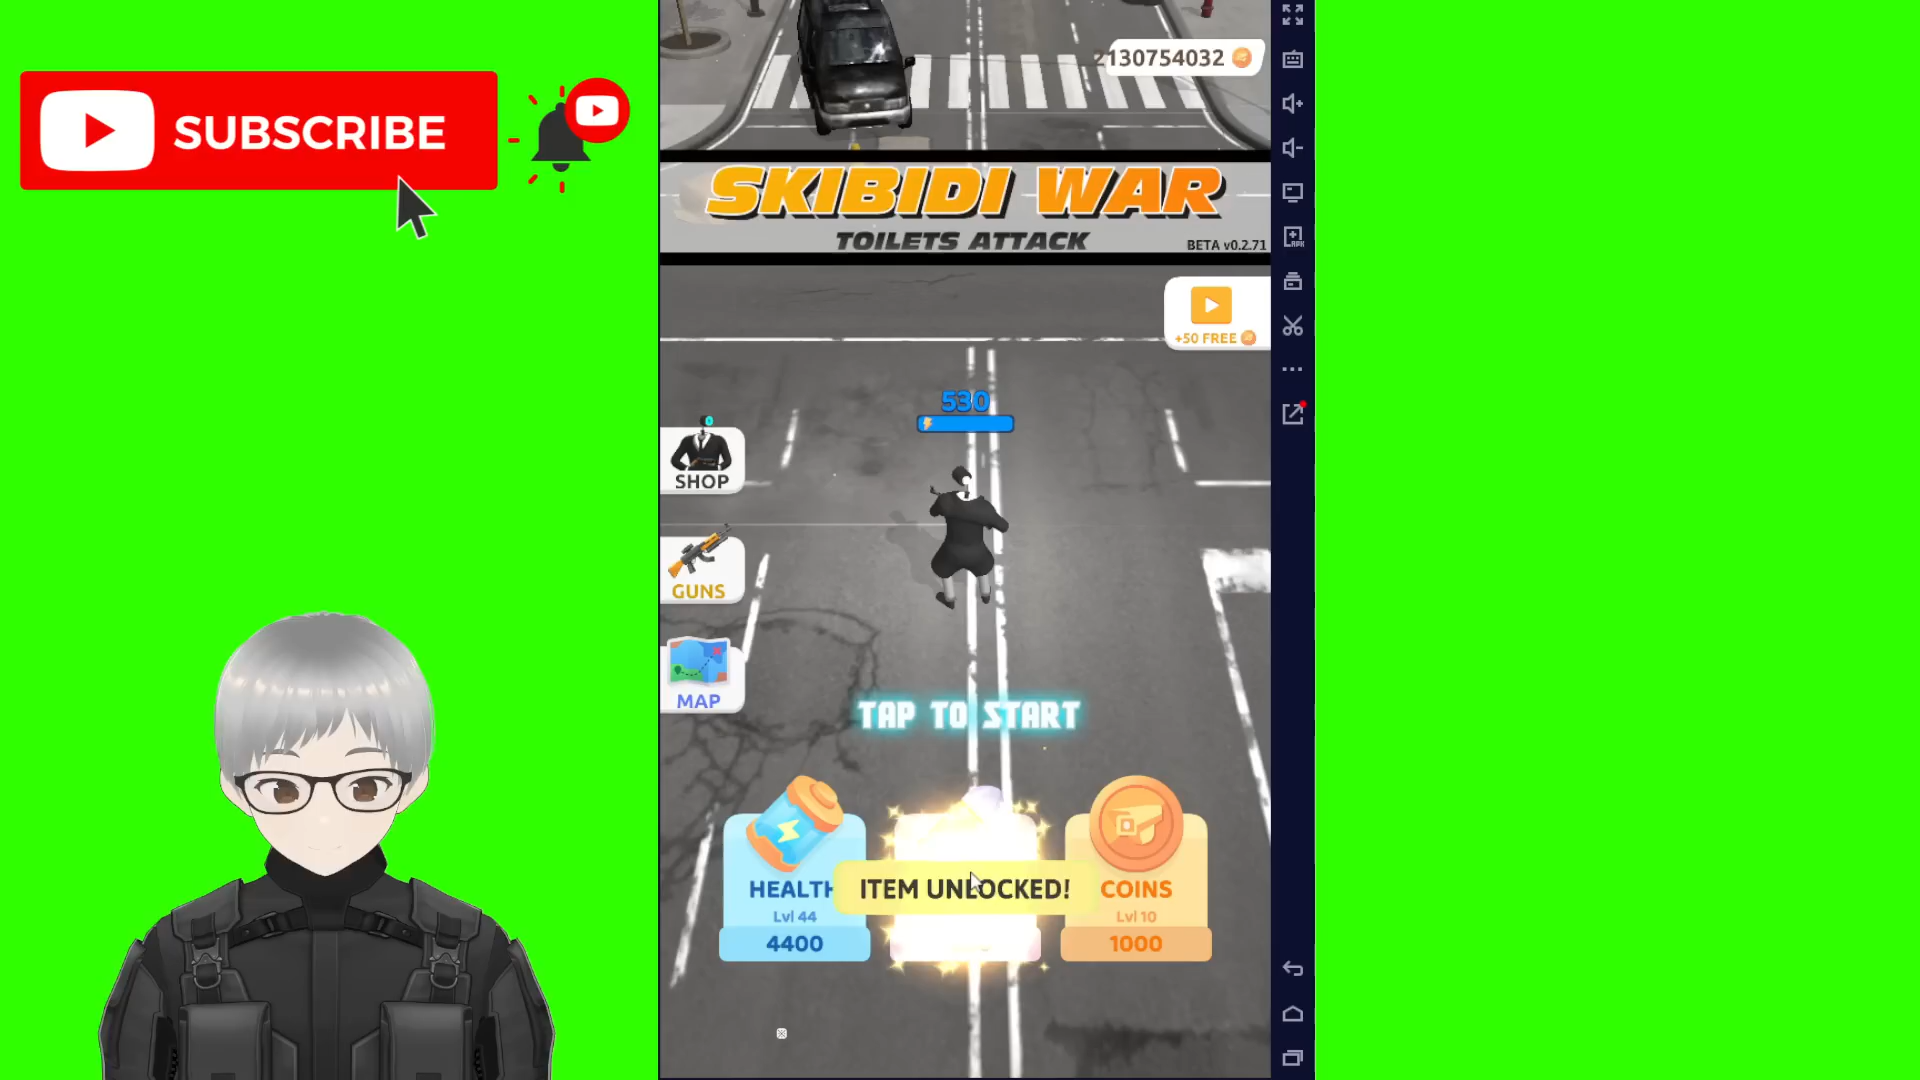 SUBSCRIBE
2130754032
SKIBIDI WAR
TOILETS ATTACK
BETA v0.2.71
+50 FREE
530
SHOP
GUNS
MAP
TAP TO START
HEALTH
ITEM UNLOCKED!
COINS
Lvl 44
Lvl 10
4400
1000